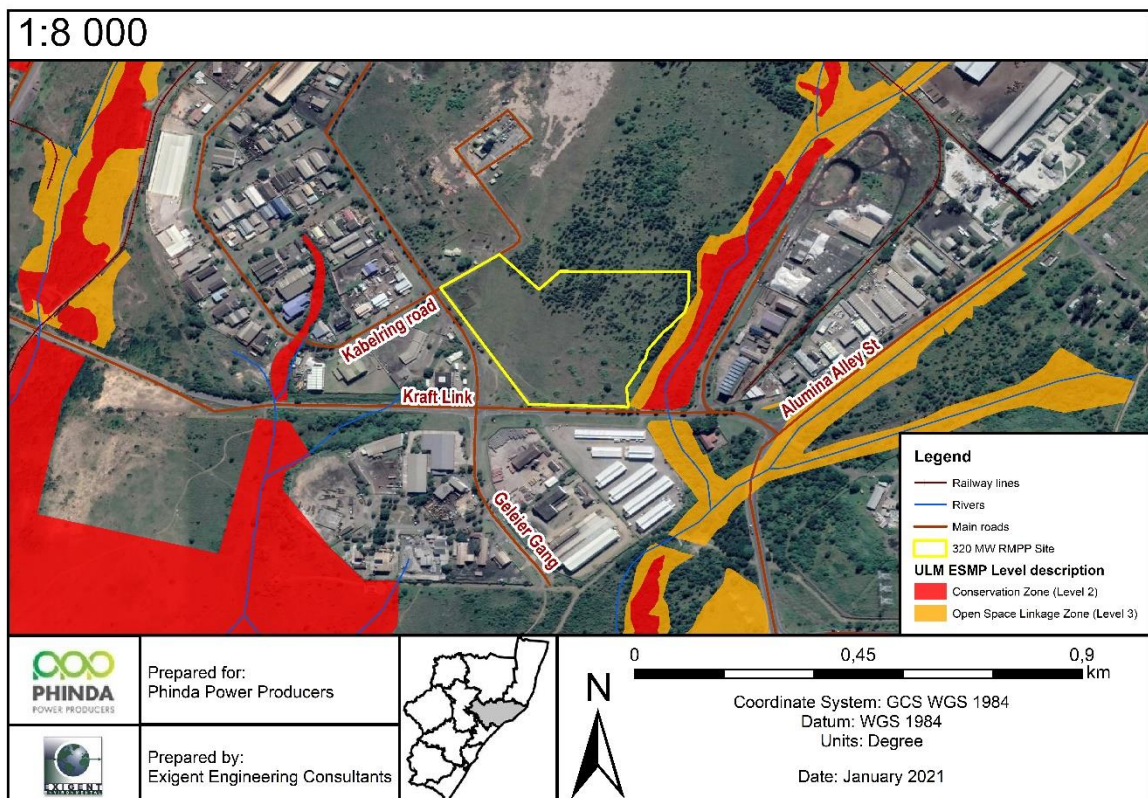 1:8 000
Kabelring road
Kraft Link
Alumina Alley St
Geleier Gang
Legend
Railway lines
Rivers
Main roads
320 MW RMPP Site
ULM ESMP Level description
Conservation Zone (Level 2)
Open Space Linkage Zone (Level 3)
PHINDA
POWER PRODUCERS
Prepared for:
Phinda Power Producers
EXIGENT
ENVIRONMENTAL
Prepared by:
Exigent Engineering Consultants
N
0 0,45 0,9
km
Coordinate System: GCS WGS 1984
Datum: WGS 1984
Units: Degree
Date: January 2021